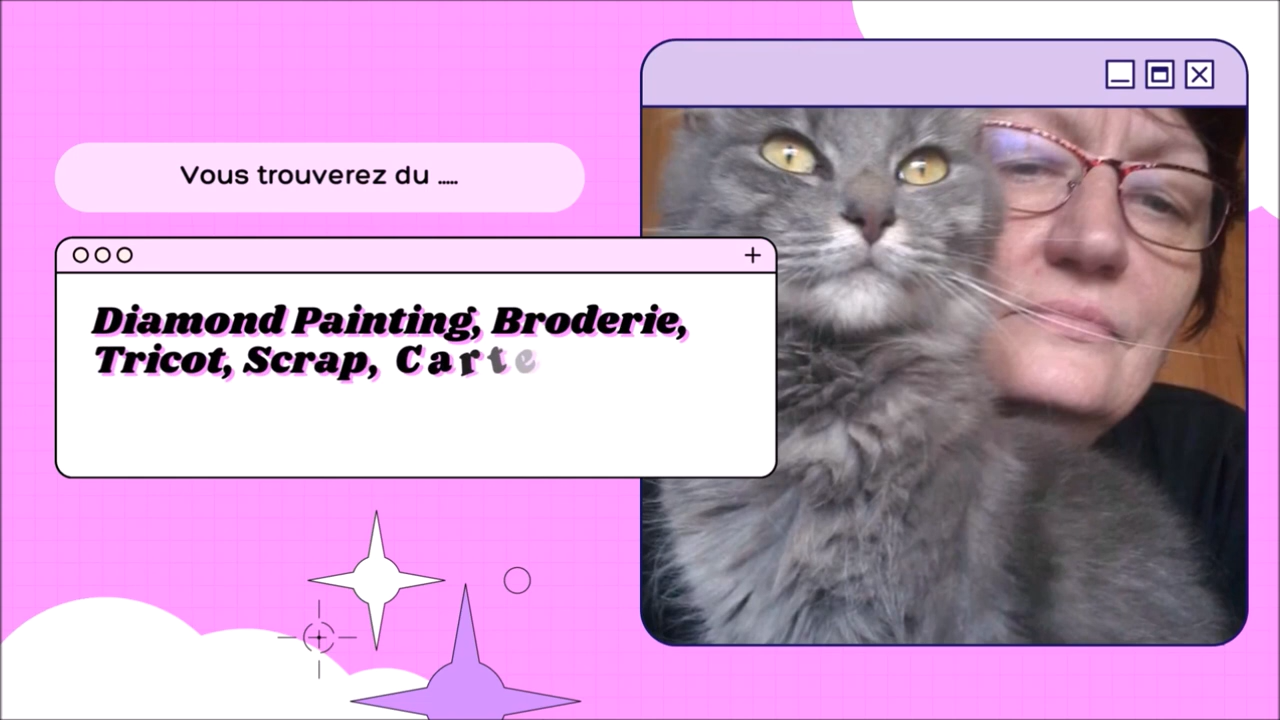 Vous trouverez du .....
Diamond Painting, Broderie,
Tricot, Scrap, Carte